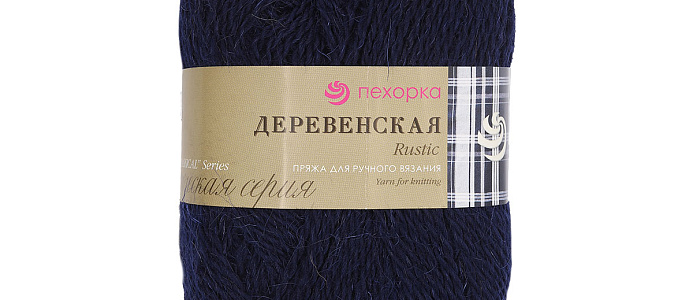 пехорка
ДЕРЕВЕНСКАЯ
Rustic
ПРЯЖА ДЛЯ РУЧНОГО ВЯЗАНИЯ
Yarn for knitting
Series
серия